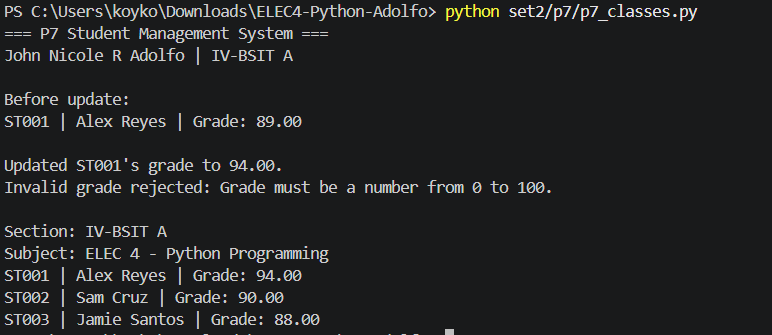 PS C:\Users\koyko\Downloads\ELEC4-Python-Adolfo> python set2/p7/p7_classes.py
=== P7 Student Management System ===
John Nicole R Adolfo | IV-BSIT A
Before update:
ST001 | Alex Reyes | Grade: 89.00
Updated ST001's grade to 94.00.
Invalid grade rejected: Grade must be a number from 0 to 100.
Section: IV-BSIT A
Subject: ELEC 4 - Python Programming
ST001 | Alex Reyes | Grade: 94.00
ST002 | Sam Cruz | Grade: 90.00
ST003 | Jamie Santos | Grade: 88.00